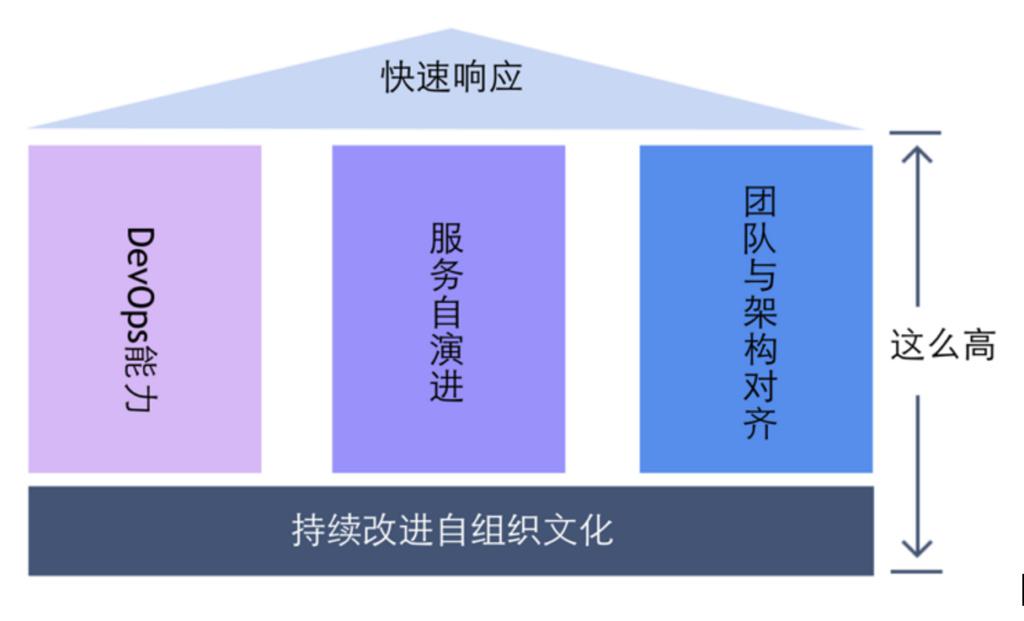 快速响应
DevOps能力
服务自演进
团队与架构对齐
这么高
持续改进自组织文化